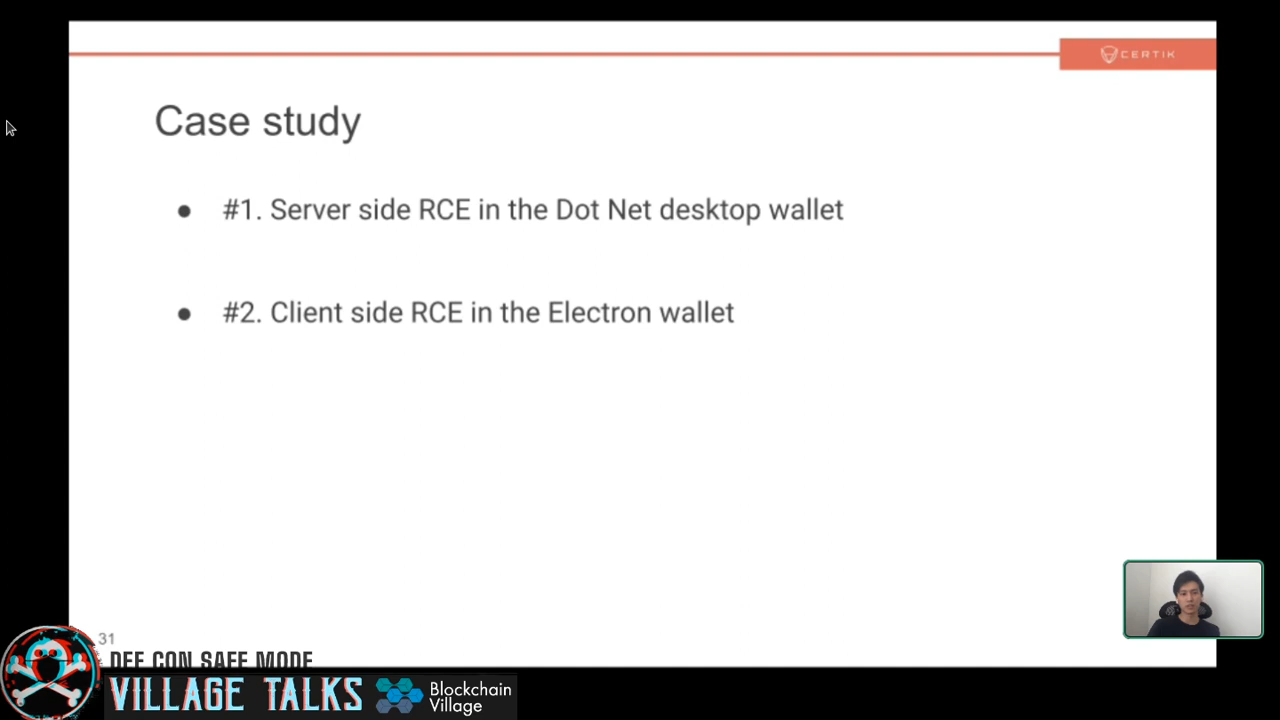 CERTIK
Case study
● #1. Server side RCE in the Dot Net desktop wallet
● #2. Client side RCE in the Electron wallet
31
DEF CON SAFE MODE
VILLAGE TALKS
Blockchain
Village